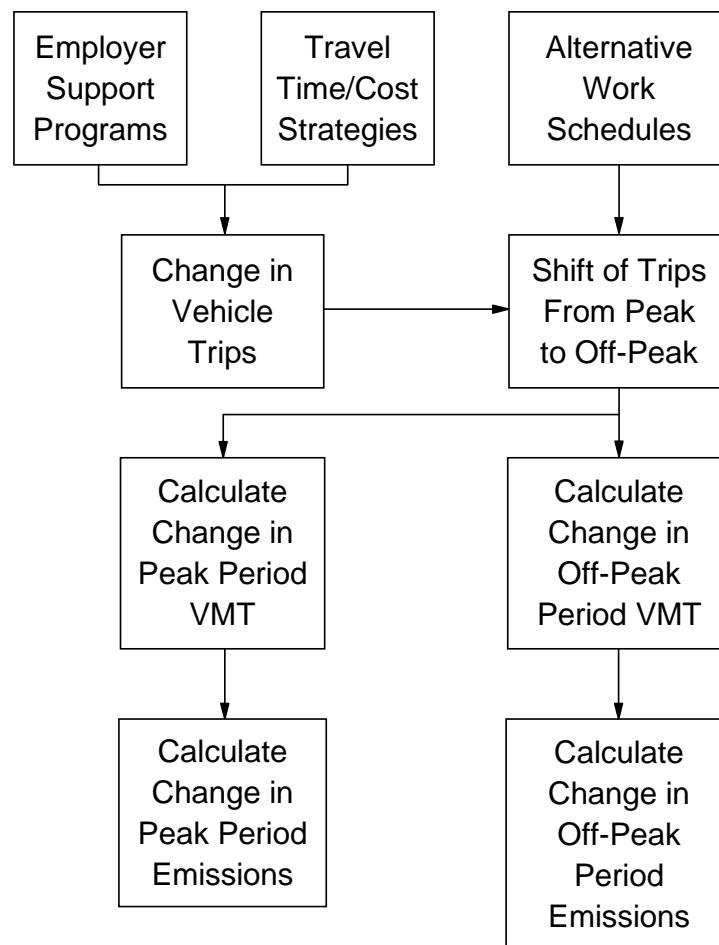 Employer
Support
Programs
Travel
Time/Cost
Strategies
Alternative
Work
Schedules
Change in
Vehicle
Trips
Shift of Trips
From Peak
to Off-Peak
Calculate
Change in
Peak Period
VMT
Calculate
Change in
Off-Peak
Period VMT
Calculate
Change in
Peak Period
Emissions
Calculate
Change in
Off-Peak
Period
Emissions